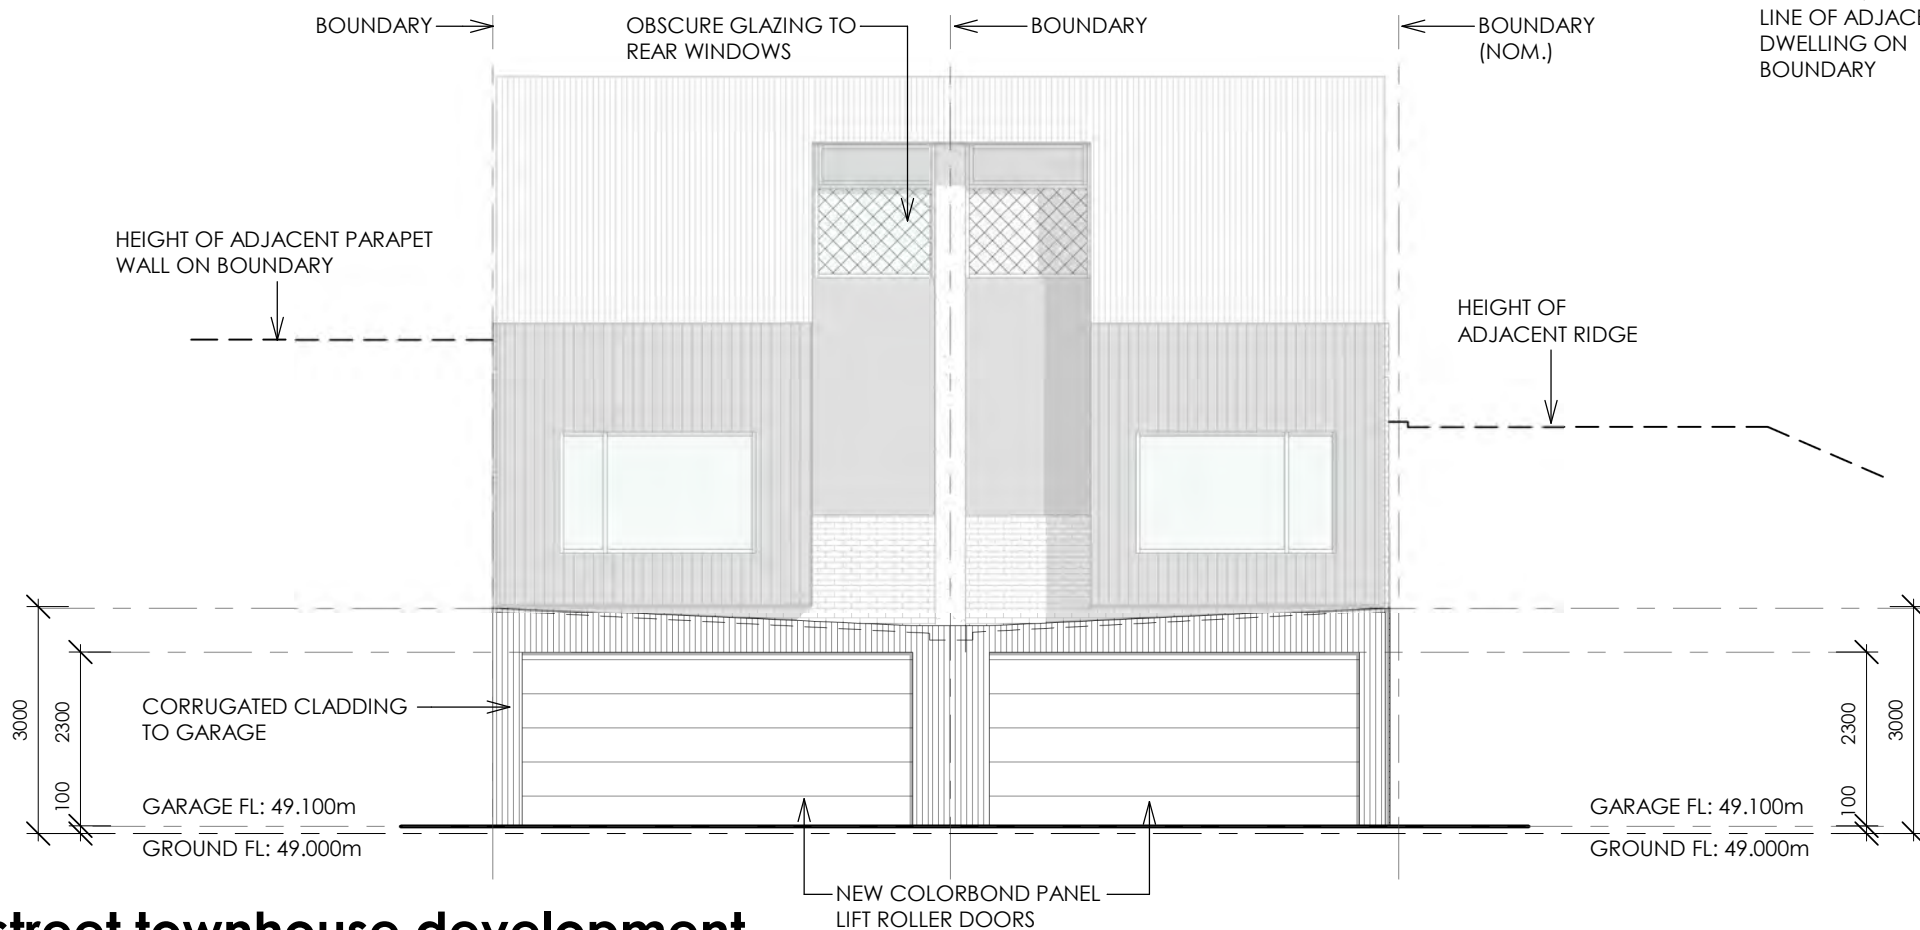 BOUNDARY
OBSCURE GLAZING TO
REAR WINDOWS
BOUNDARY
BOUNDARY
(NOM.)
LINE OF
DWELLING ON
BOUNDARY
HEIGHT OF ADJACENT PARAPET
WALL ON BOUNDARY
HEIGHT OF
ADJACENT RIDGE
CORRUGATED CLADDING
TO GARAGE
3000
2300
100
GARAGE FL: 49.100m
GROUND FL: 49.000m
2300
3000
100
GARAGE FL: 49.100m
GROUND FL: 49.000m
NEW COLORBOND PANEL
LIFT ROLLER DOORS
street townhouse development